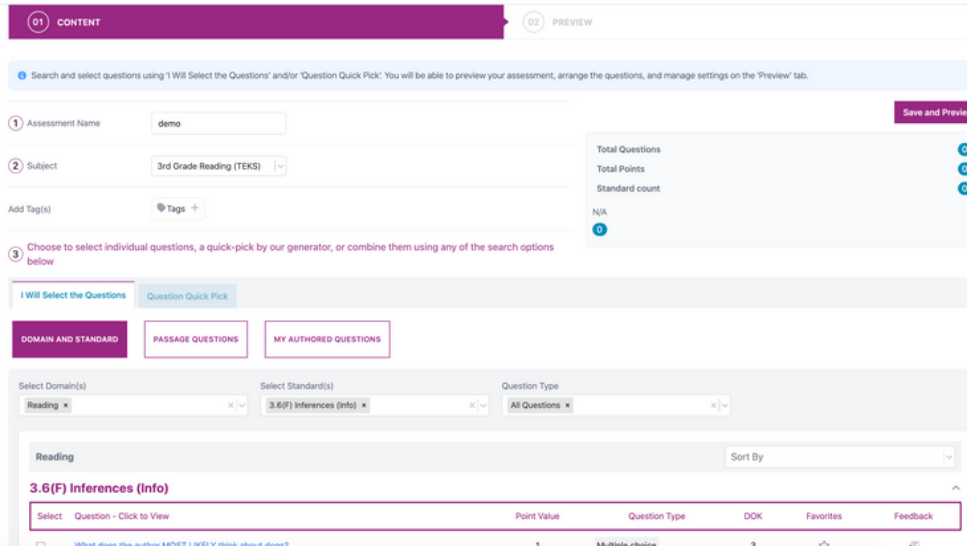 01 CONTENT
02 PREVIEW
Search and select questions using 'I Will Select the Questions' and/or 'Question Quick Pick'. You will be able to preview your assessment, arrange the questions, and manage settings on the 'Preview' tab.
1 Assessment Name demo
Save and Previe
2 Subject 3rd Grade Reading (TEKS)
Total Questions 0
Total Points 0
Standard count 0
Add Tag(s) Tags +
N/A
0
3 Choose to select individual questions, a quick-pick by our generator, or combine them using any of the search options
below
I Will Select the Questions Question Quick Pick
DOMAIN AND STANDARD PASSAGE QUESTIONS MY AUTHORED QUESTIONS
Select Domain(s) Select Standard(s) Question Type
Reading × 3.6(F) Inferences (Info) × All Questions ×
Reading Sort By
3.6(F) Inferences (Info)
Select Question - Click to View Point Value Question Type DOK Favorites Feedback
What does the author MOST LIKELY think about dogs? 1 Multiple choice 3